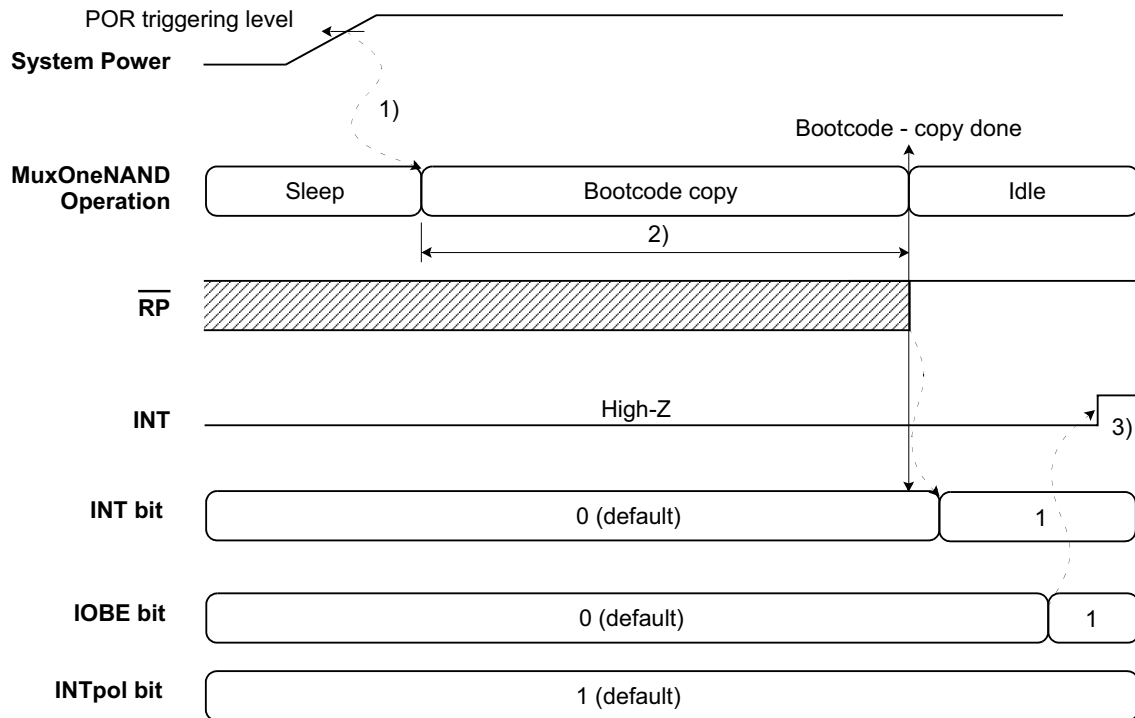 POR triggering level
System Power
1)
Bootcode - copy done
MuxOneNAND
Operation
Sleep
Bootcode copy
Idle
2)
RP
High-Z
INT
3)
INT bit
0 (default)
1
IOBE bit
0 (default)
1
INTpol bit
1 (default)